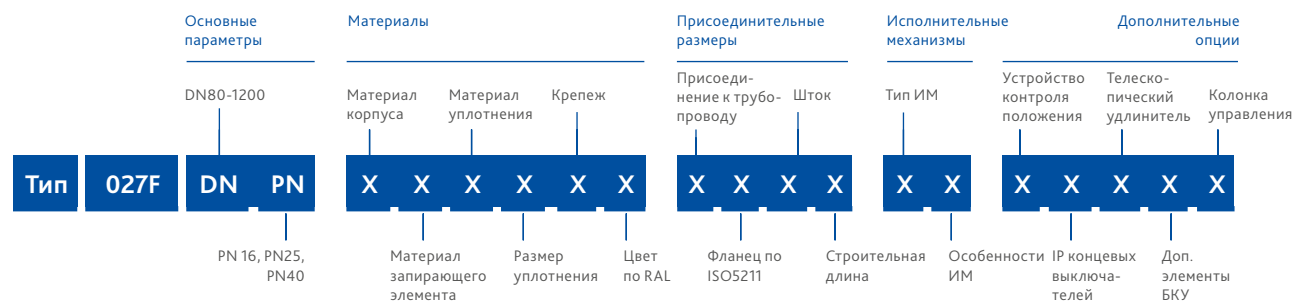 Основные
параметры
Материалы
Присоединительные
размеры
Исполнительные
механизмы
Дополнительные
опции
DN80-1200
Материал
корпуса
Материал
уплотнения
Крепеж
Присоеди-
нение к трубо-
проводу
Шток
Тип ИМ
Устройство
контроля
положения
Телеско-
пический
удлинитель
Колонка
управления
Тип 027F DN PN X X X X X X X X X X X X X X X X X
PN 16, PN25,
PN40
Материал
запирающего
элемента
Размер
уплотнения
Цвет
по RAL
Фланец по
ISO5211
Строительная
длина
Особенности
ИМ
IP концевых
выключа-
телей
Доп.
элементы
БКУ